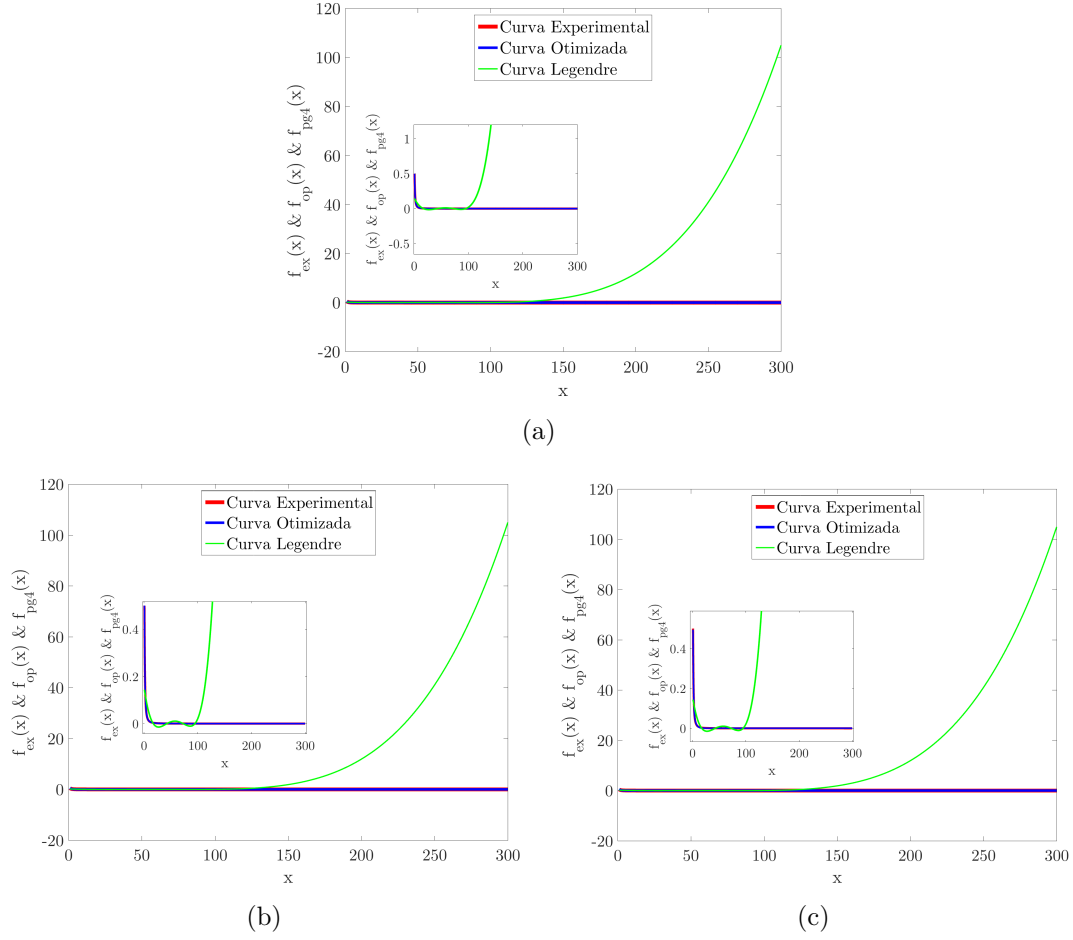 120
100
80
60
40
20
0
-20
f_ex(x) & f_op(x) & f_pg4(x)
Curva Experimental
Curva Otimizada
Curva Legendre
1
0.5
0
-0.5
f_ex(x) & f_op(x) & f_pg4(x)
0 100 200 300
x
0 50 100 150 200 250 300
x
(a)
120
100
80
60
40
20
0
-20
f_ex(x) & f_op(x) & f_pg4(x)
Curva Experimental
Curva Otimizada
Curva Legendre
0.4
0.2
0
f_ex(x) & f_op(x) & f_pg4(x)
0 100 200 300
x
0 50 100 150 200 250 300
x
(b)
120
100
80
60
40
20
0
-20
f_ex(x) & f_op(x) & f_pg4(x)
Curva Experimental
Curva Otimizada
Curva Legendre
0.4
0.2
0
f_ex(x) & f_op(x) & f_pg4(x)
0 100 200 300
x
0 50 100 150 200 250 300
x
(c)